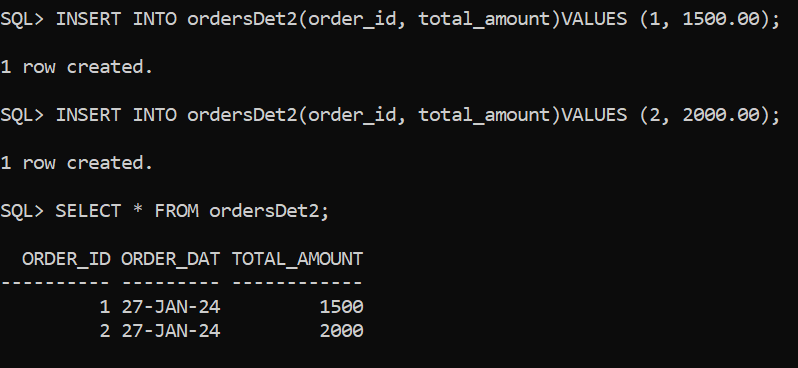 SQL> INSERT INTO ordersDet2(order_id, total_amount)VALUES (1, 1500.00);
1 row created.
SQL> INSERT INTO ordersDet2(order_id, total_amount)VALUES (2, 2000.00);
1 row created.
SQL> SELECT * FROM ordersDet2;
  ORDER_ID ORDER_DAT TOTAL_AMOUNT
---------- --------- ------------
         1 27-JAN-24         1500
         2 27-JAN-24         2000